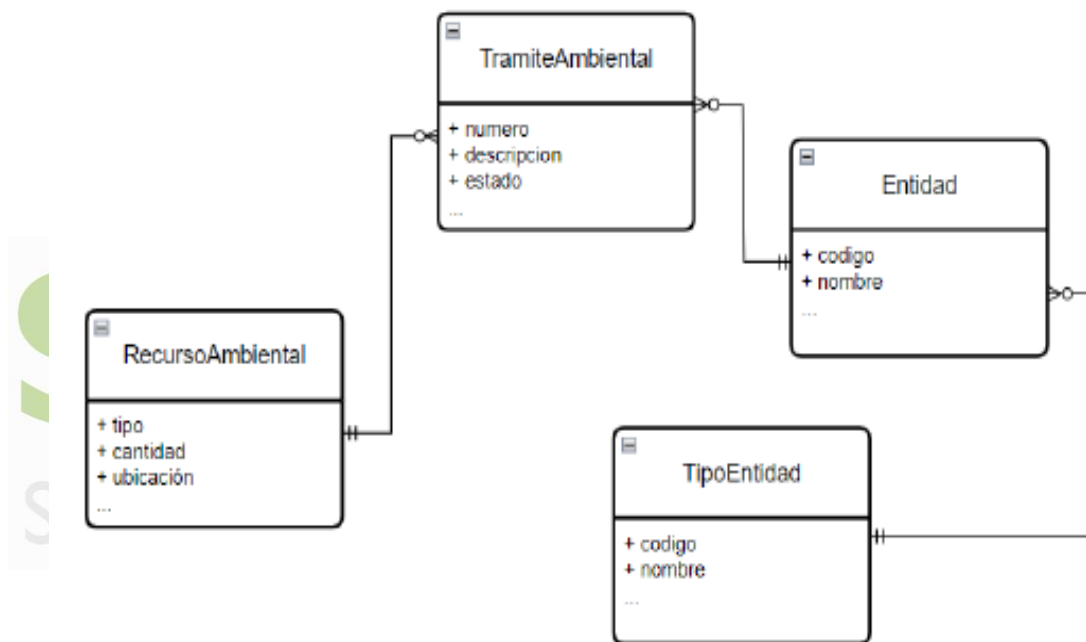 TramiteAmbiental
+ numero
+ descripcion
+ estado
...
Entidad
+ codigo
+ nombre
...
RecursoAmbiental
+ tipo
+ cantidad
+ ubicación
...
TipoEntidad
+ codigo
+ nombre
...
S
S